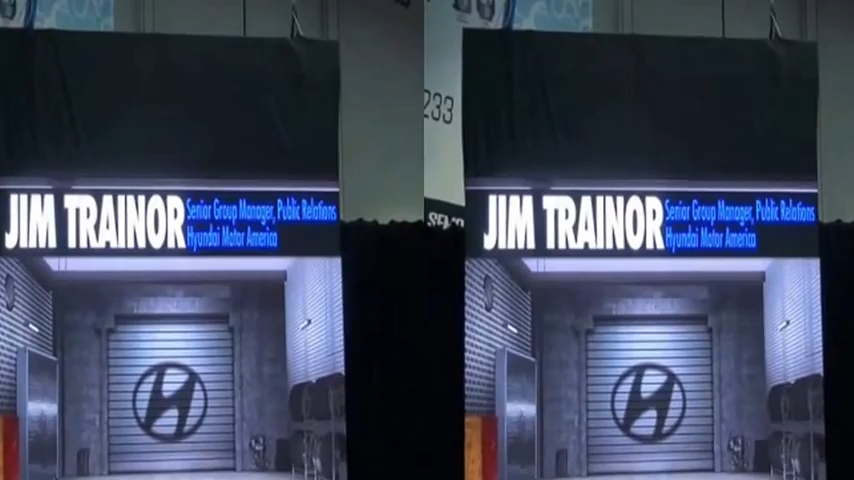 233
JIM TRAINOR Senior Group Manager, Public Relations
Hyundai Motor America
JIM TRAINOR Senior Group Manager, Public Relations
Hyundai Motor America